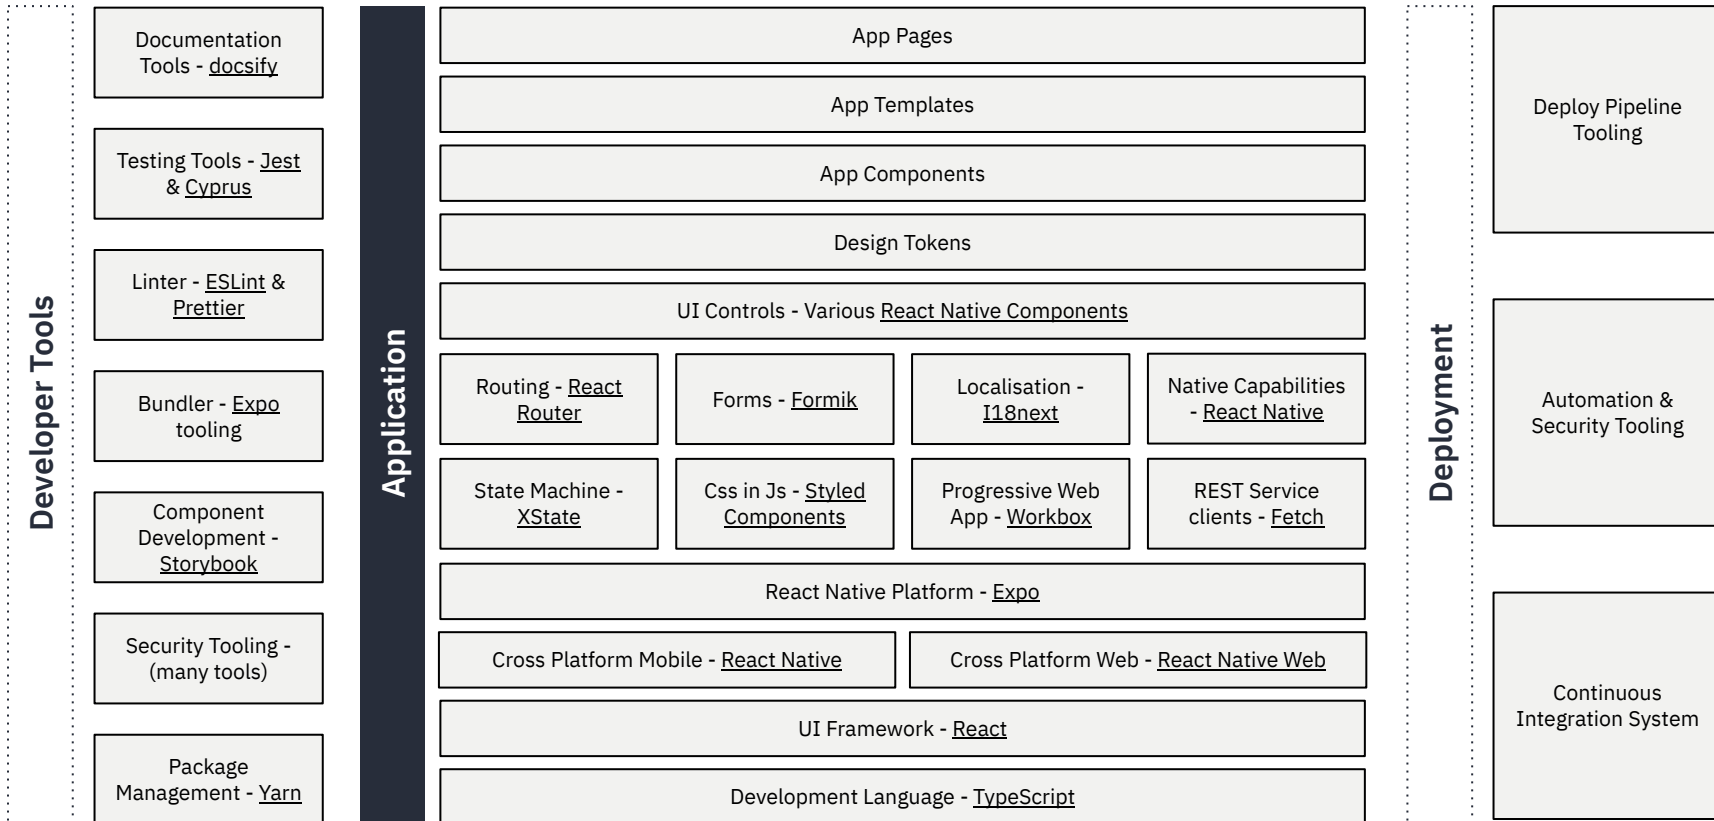 Developer Tools
Documentation
Tools - docsify
Testing Tools - Jest
& Cyprus
Linter - ESLint &
Prettier
Bundler - Expo
tooling
Component
Development -
Storybook
Security Tooling -
(many tools)
Package
Management - Yarn
Application
App Pages
App Templates
App Components
Design Tokens
UI Controls - Various React Native Components
Routing - React
Router
Forms - Formik
Localisation -
I18next
Native Capabilities
- React Native
State Machine -
XState
Css in Js - Styled
Components
Progressive Web
App - Workbox
REST Service
clients - Fetch
React Native Platform - Expo
Cross Platform Mobile - React Native
Cross Platform Web - React Native Web
UI Framework - React
Development Language - TypeScript
Deployment
Deploy Pipeline
Tooling
Automation &
Security Tooling
Continuous
Integration System